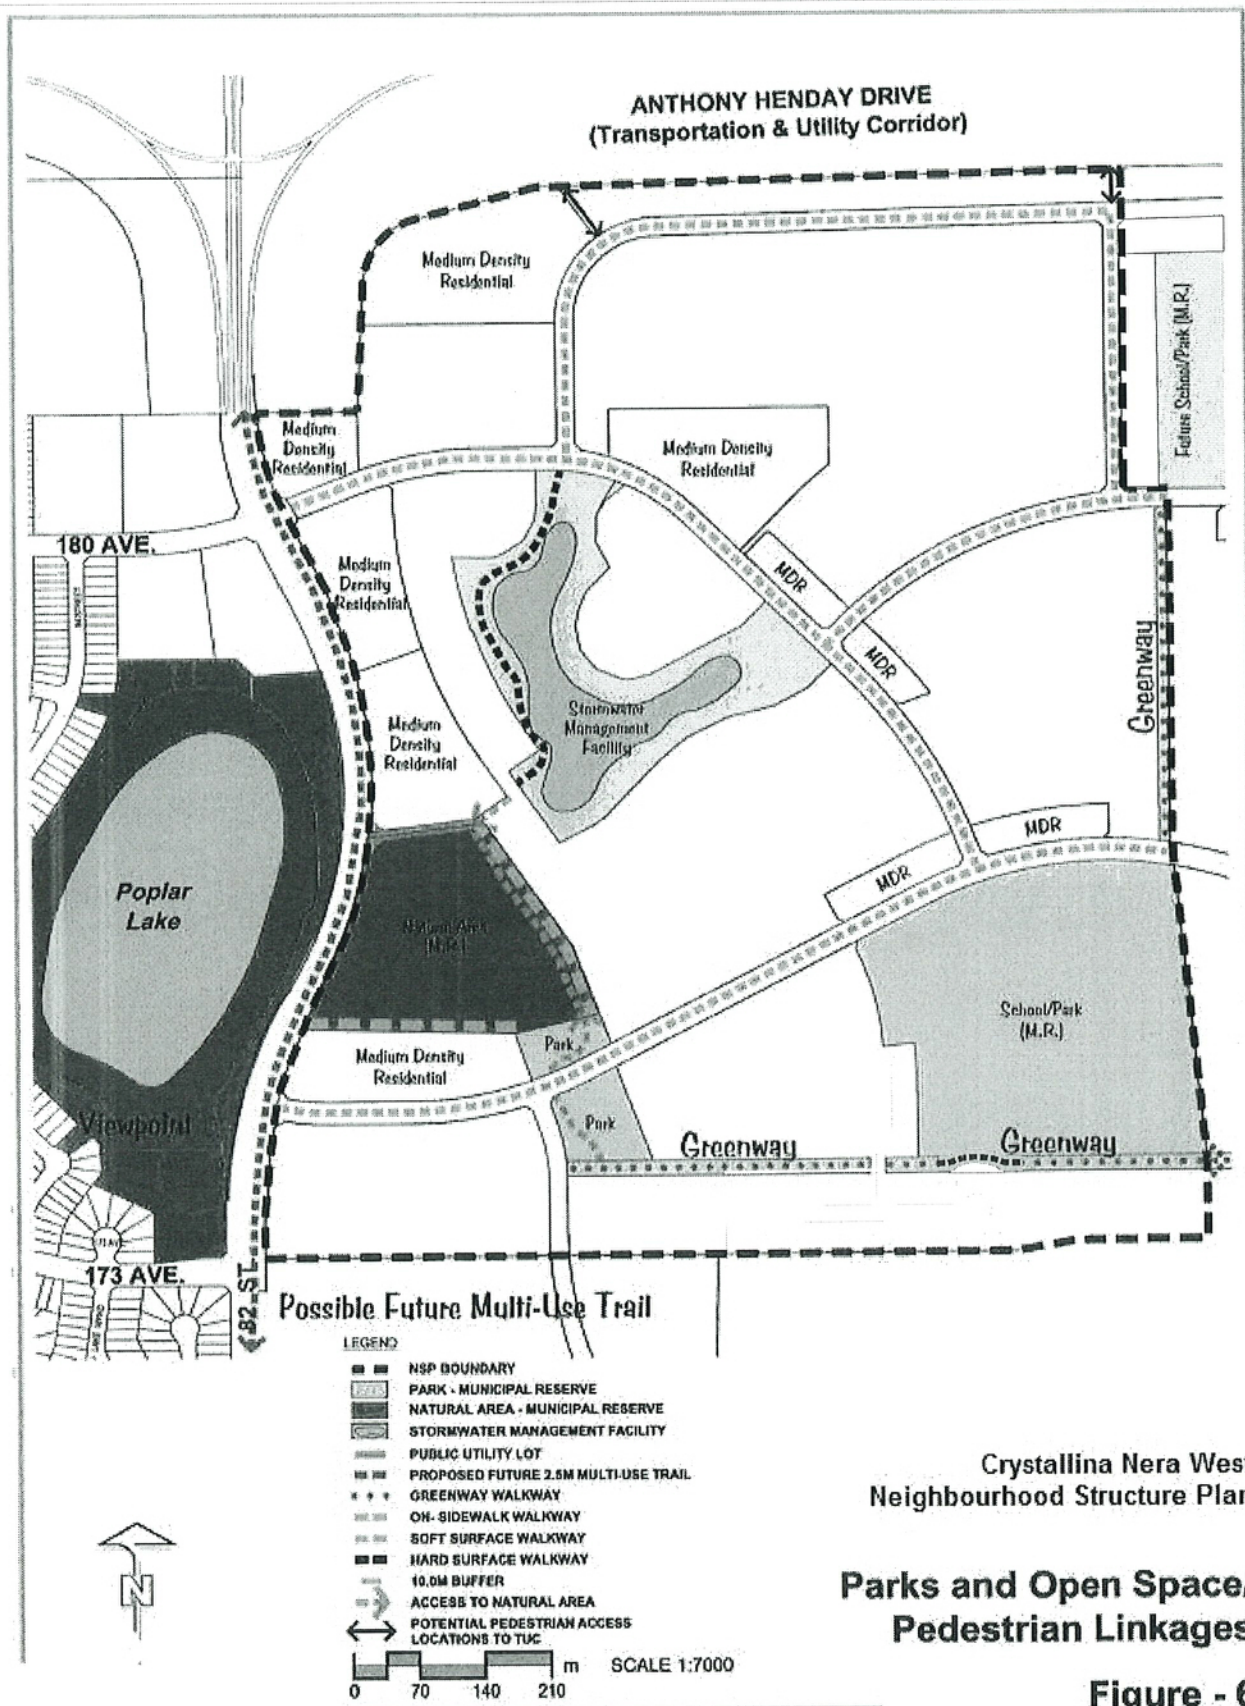 ANTHONY HENDAY DRIVE
(Transportation & Utility Corridor)
Medium Density
Residential
Future School/Park (M.R.)
Medium
Density
Residential
Medium Density
Residential
180 AVE.
Medium
Density
Residential
MDR
MDR
Greenway
Stormwater
Management
Facility
Medium
Density
Residential
MDR
MDR
Poplar
Lake
Natural Area
(M.R.)
School/Park
(M.R.)
Park
Medium Density
Residential
Park
Viewpoint
Greenway
Greenway
173 AVE.
82 ST.
Possible Future Multi-Use Trail
LEGEND
NSP BOUNDARY
PARK - MUNICIPAL RESERVE
NATURAL AREA - MUNICIPAL RESERVE
STORMWATER MANAGEMENT FACILITY
PUBLIC UTILITY LOT
PROPOSED FUTURE 2.5M MULTI-USE TRAIL
GREENWAY WALKWAY
ON-SIDEWALK WALKWAY
SOFT SURFACE WALKWAY
HARD SURFACE WALKWAY
10.0M BUFFER
ACCESS TO NATURAL AREA
POTENTIAL PEDESTRIAN ACCESS
LOCATIONS TO TUC
N
m SCALE 1:7000
0 70 140 210
Crystallina Nera West
Neighbourhood Structure Plan
Parks and Open Space/
Pedestrian Linkages
Figure - 6